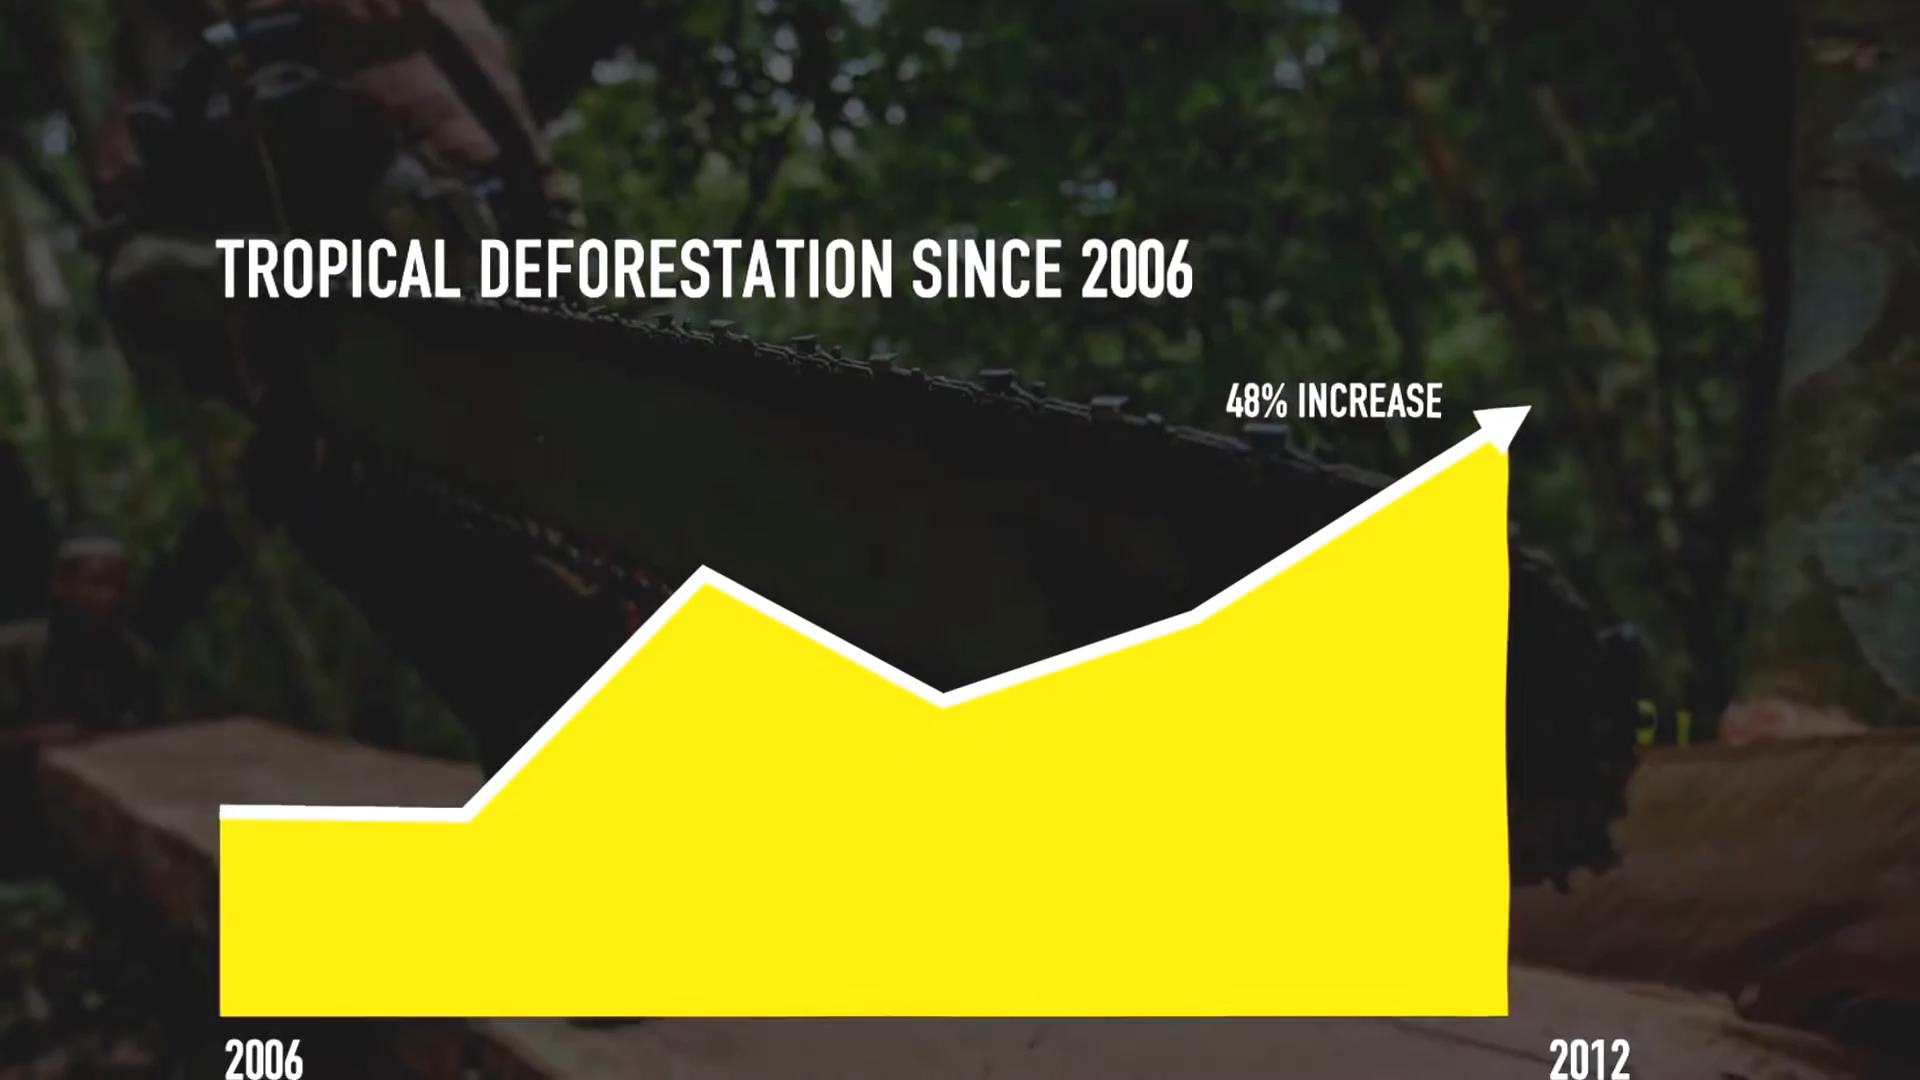 TROPICAL DEFORESTATION SINCE 2006
48% INCREASE
2006
2012